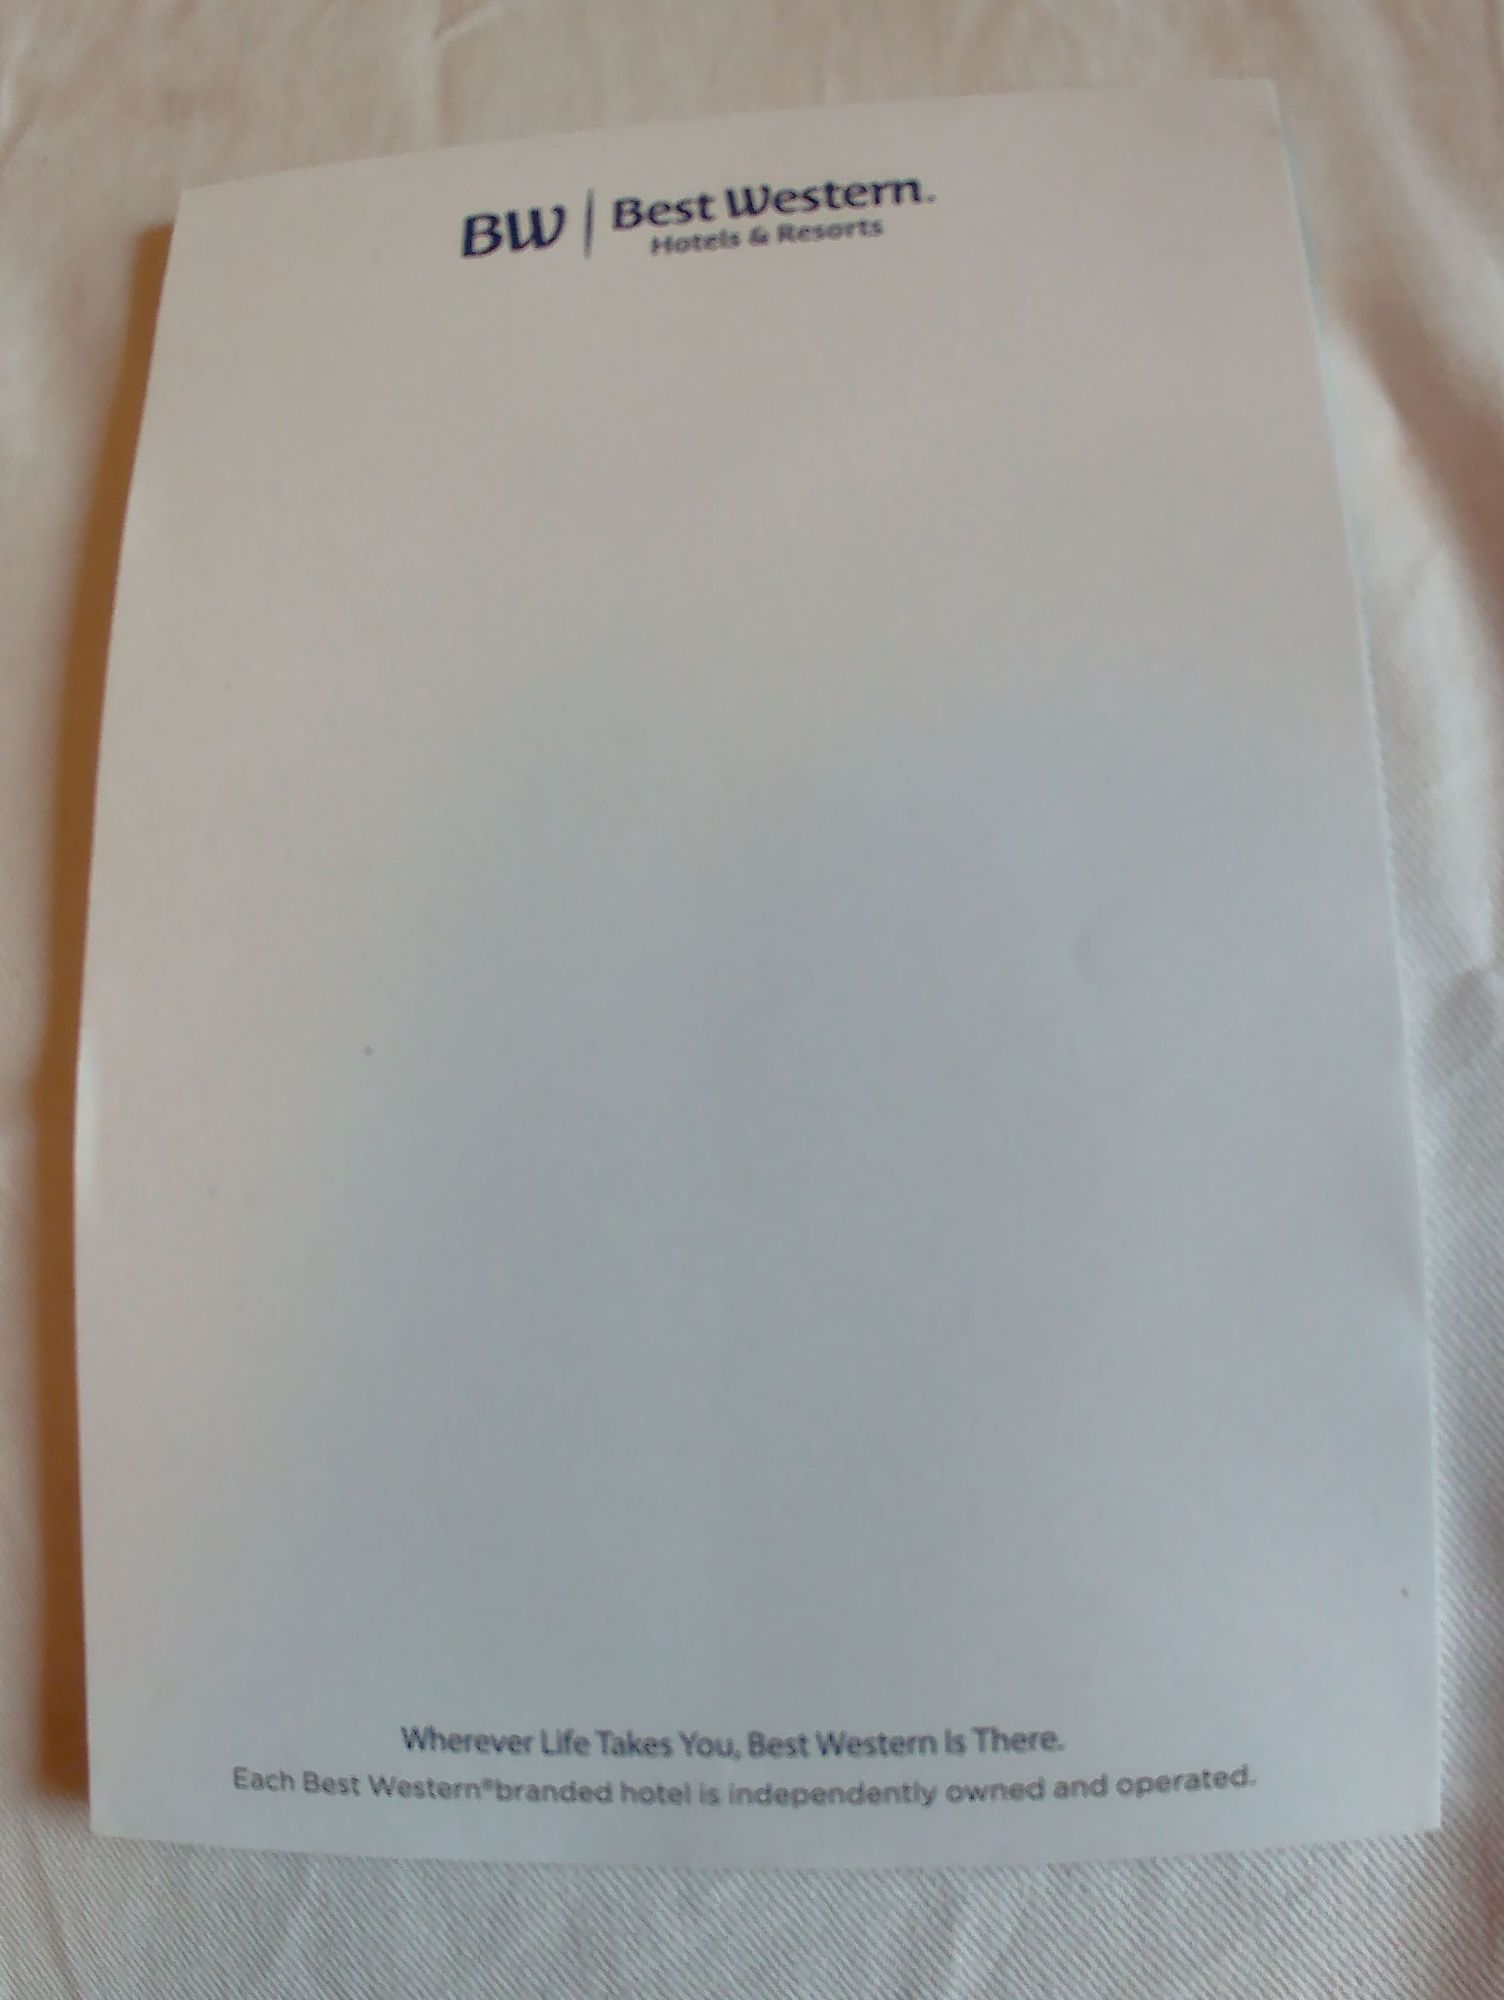 BW | Best Western.
Hotels & Resorts
Wherever Life Takes You, Best Western Is There.
Each Best Western® branded hotel is independently owned and operated.